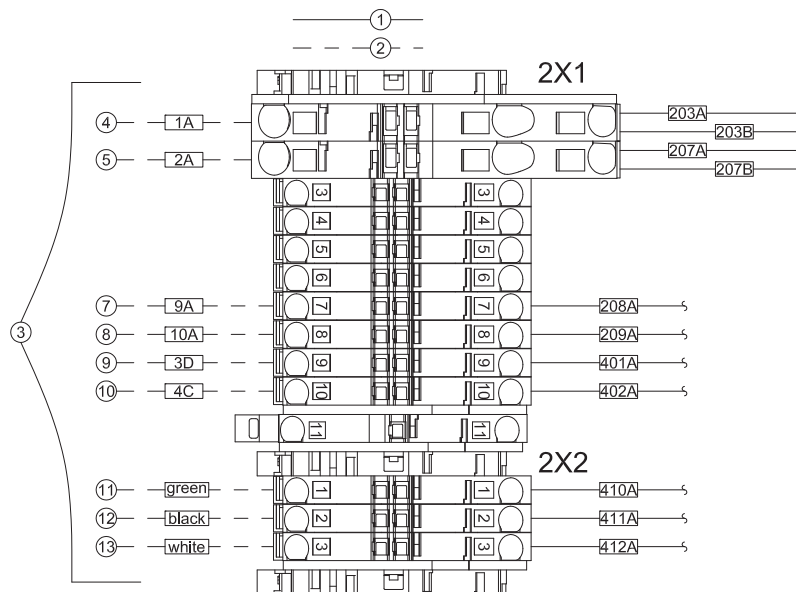 1
2
2X1
4 1A 203A
203B
5 2A 207A
207B
3 3
4 4
5 5
6 6
7 9A 7 7 208A
3
8 10A 8 8 209A
9 3D 9 9 401A
10 4C 10 10 402A
11 11
2X2
11 green 1 1 410A
12 black 2 2 411A
13 white 3 3 412A